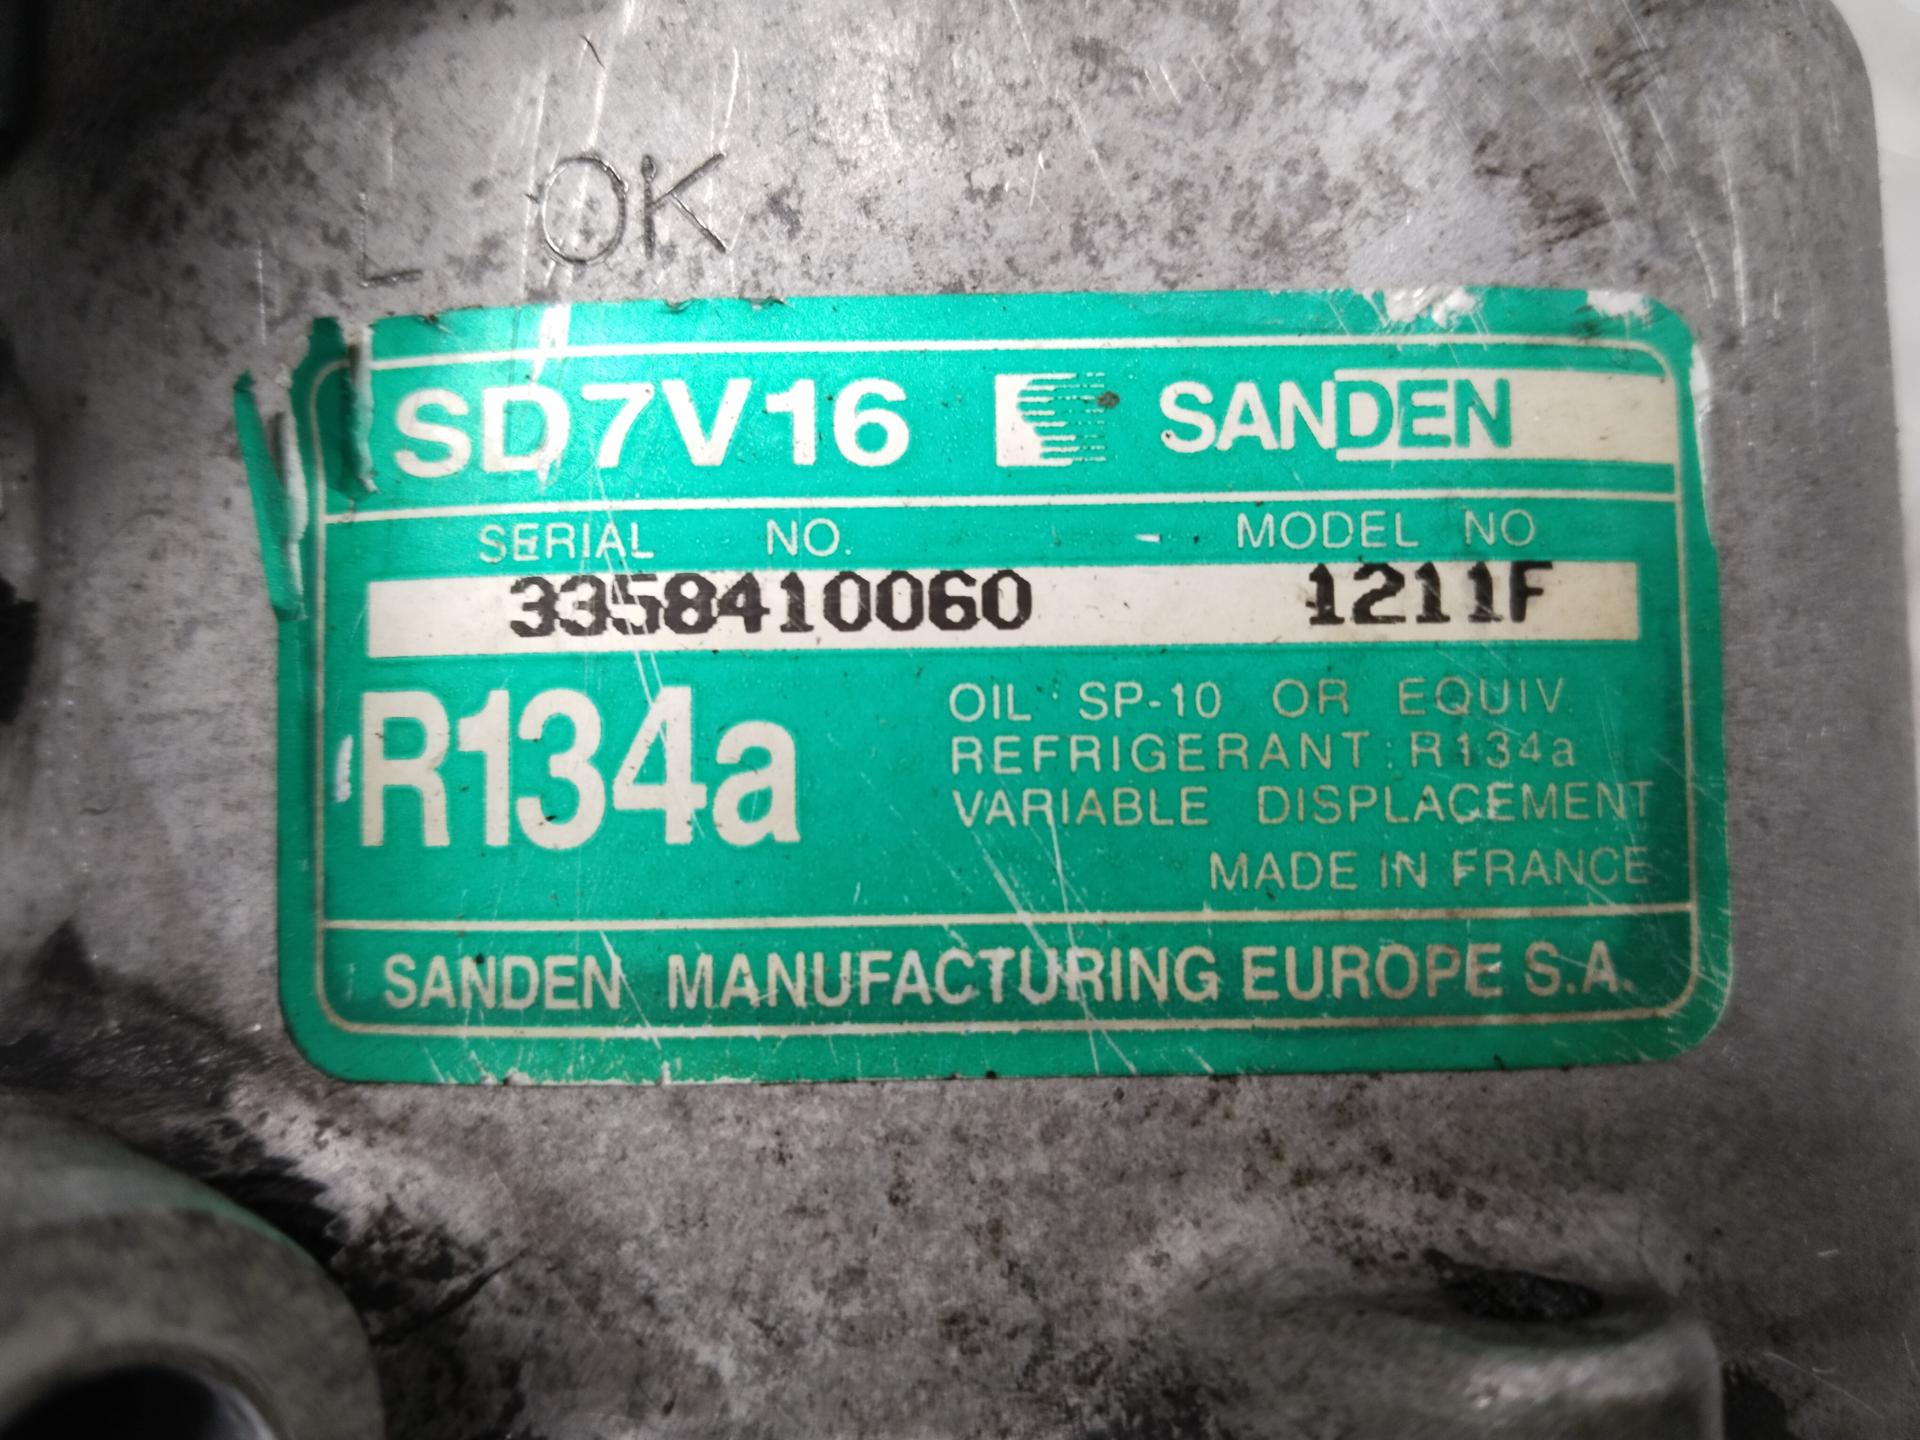 L OK
SD7V16 SANDEN
SERIAL NO. - MODEL NO
3358410060 1211F
R134a
OIL SP-10 OR EQUIV.
REFRIGERANT : R134a
VARIABLE DISPLACEMENT
MADE IN FRANCE
SANDEN MANUFACTURING EUROPE S.A.